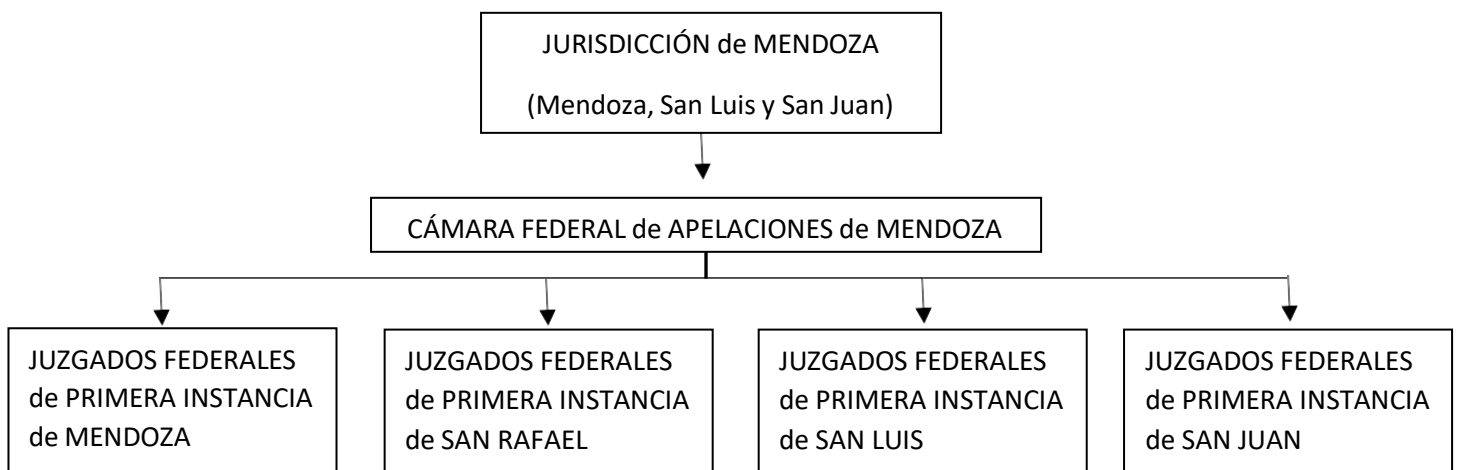 JURISDICCIÓN de MENDOZA
(Mendoza, San Luis y San Juan)
CÁMARA FEDERAL de APELACIONES de MENDOZA
JUZGADOS FEDERALES
de PRIMERA INSTANCIA
de MENDOZA
JUZGADOS FEDERALES
de PRIMERA INSTANCIA
de SAN RAFAEL
JUZGADOS FEDERALES
de PRIMERA INSTANCIA
de SAN LUIS
JUZGADOS FEDERALES
de PRIMERA INSTANCIA
de SAN JUAN